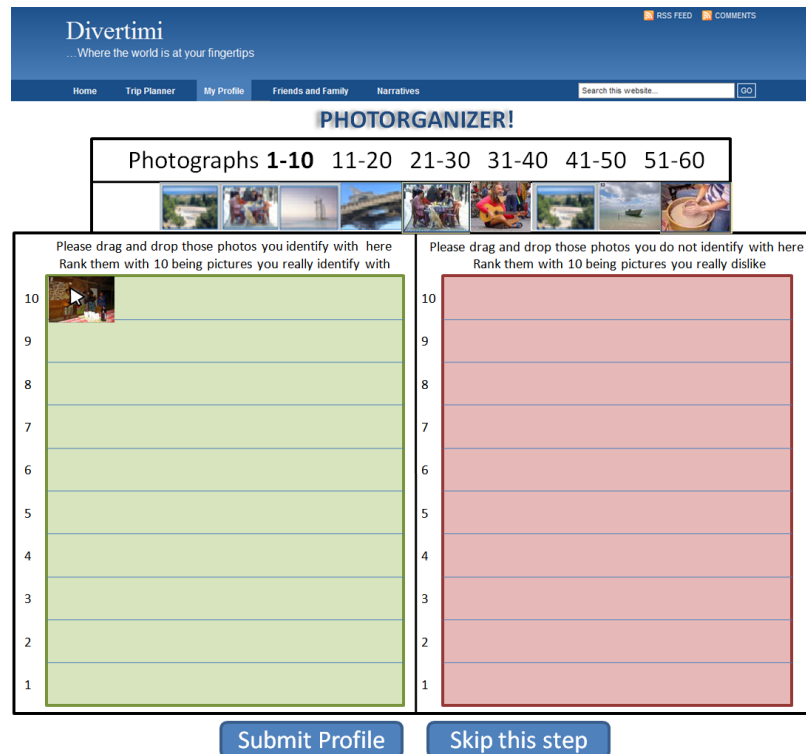 RSS FEED COMMENTS
Divertimi
...Where the world is at your fingertips
Home Trip Planner My Profile Friends and Family Narratives Search this website... GO
PHOTORGANIZER!
Photographs 1-10 11-20 21-30 31-40 41-50 51-60
Please drag and drop those photos you identify with here
Rank them with 10 being pictures you really identify with
Please drag and drop those photos you do not identify with here
Rank them with 10 being pictures you really dislike
10 10
9 9
8 8
7 7
6 6
5 5
4 4
3 3
2 2
1 1
Submit Profile Skip this step